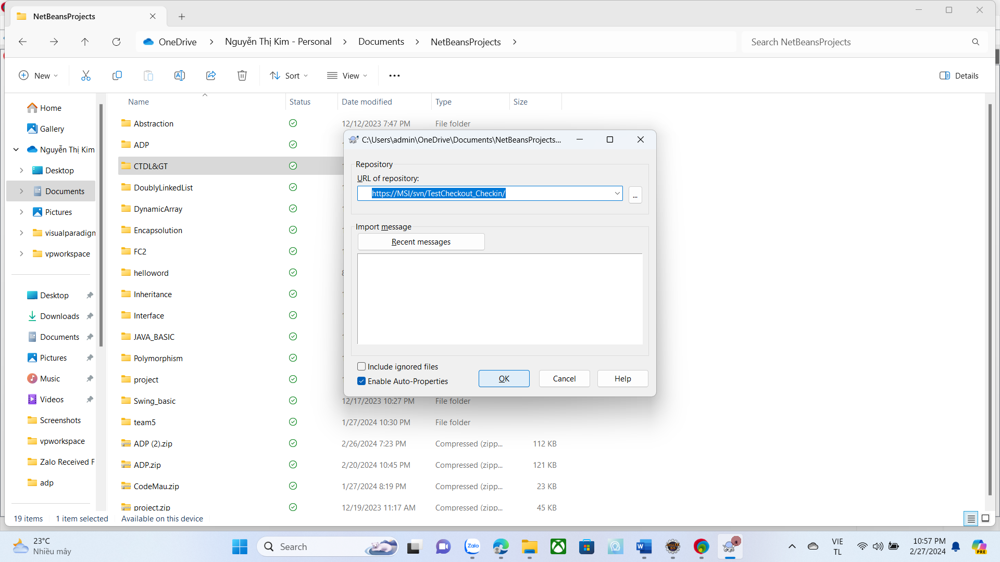 NetBeansProjects
OneDrive
Nguyễn Thị Kim - Personal
Documents
NetBeansProjects
Search NetBeansProjects
New
Sort
View
Details
Home
Gallery
Nguyễn Thị Kim
Desktop
Documents
Pictures
visualparadign
vpworkspace
Desktop
Downloads
Documents
Pictures
Music
Videos
Screenshots
vpworkspace
Zalo Received F
adp
Name Status Date modified Type Size
Abstraction 12/12/2023 7:47 PM File folder
ADP
CTDL&GT
DoublyLinkedList
DynamicArray
Encapsolution
FC2
helloword
Inheritance
Interface
JAVA_BASIC
Polymorphism
project
Swing_basic 12/17/2023 10:27 PM File folder
team5 1/27/2024 10:30 PM File folder
ADP (2).zip 2/26/2024 7:23 PM Compressed (zipp... 112 KB
ADP.zip 2/20/2024 10:45 PM Compressed (zipp... 121 KB
CodeMau.zip 1/27/2024 8:19 PM Compressed (zipp... 23 KB
project.zip 12/19/2023 11:17 AM Compressed (zipp... 45 KB
C:\Users\admin\OneDrive\Documents\NetBeansProjects...
Repository
URL of repository:
https://MSI/svn/TestCheckout_Checkin/
...
Import message
Recent messages
Include ignored files
Enable Auto-Properties
OK
Cancel
Help
19 items 1 item selected Available on this device
23°C
Nhiều mây
Search
Zalo
VIE
TL
10:57 PM
2/27/2024
PRE